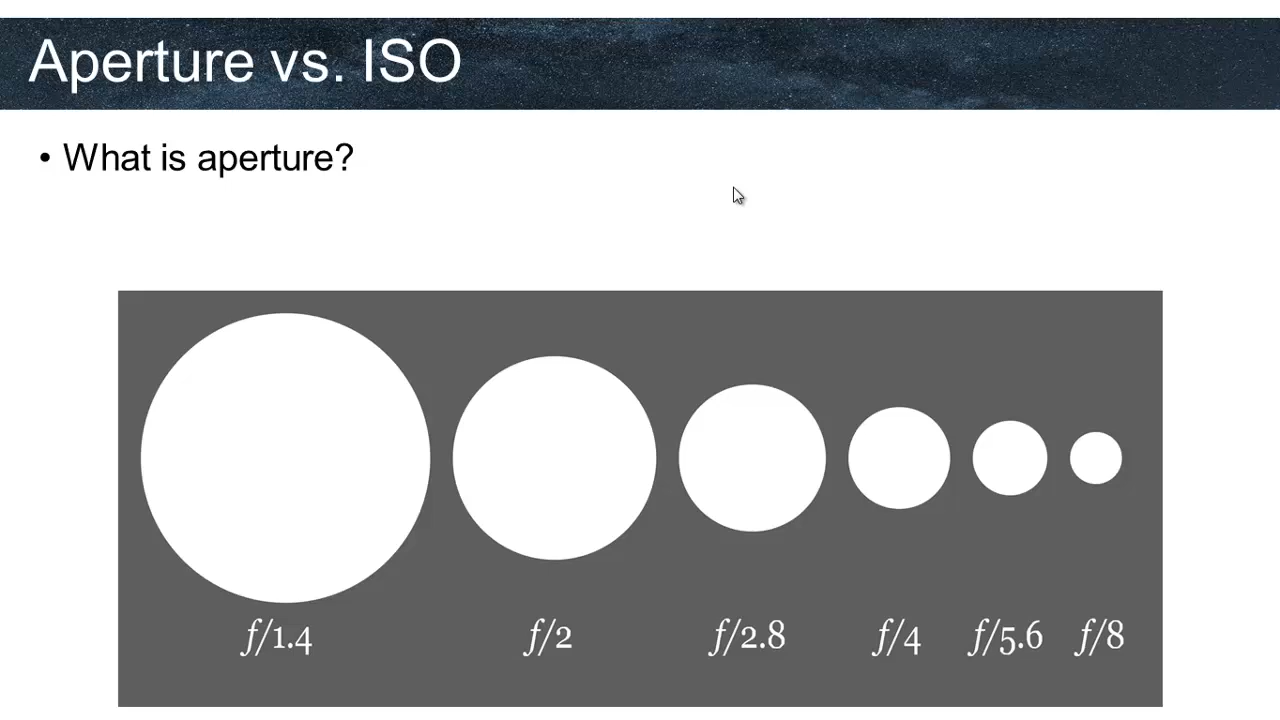 Aperture vs. ISO
• What is aperture?
f/1.4 f/2 f/2.8 f/4 f/5.6 f/8